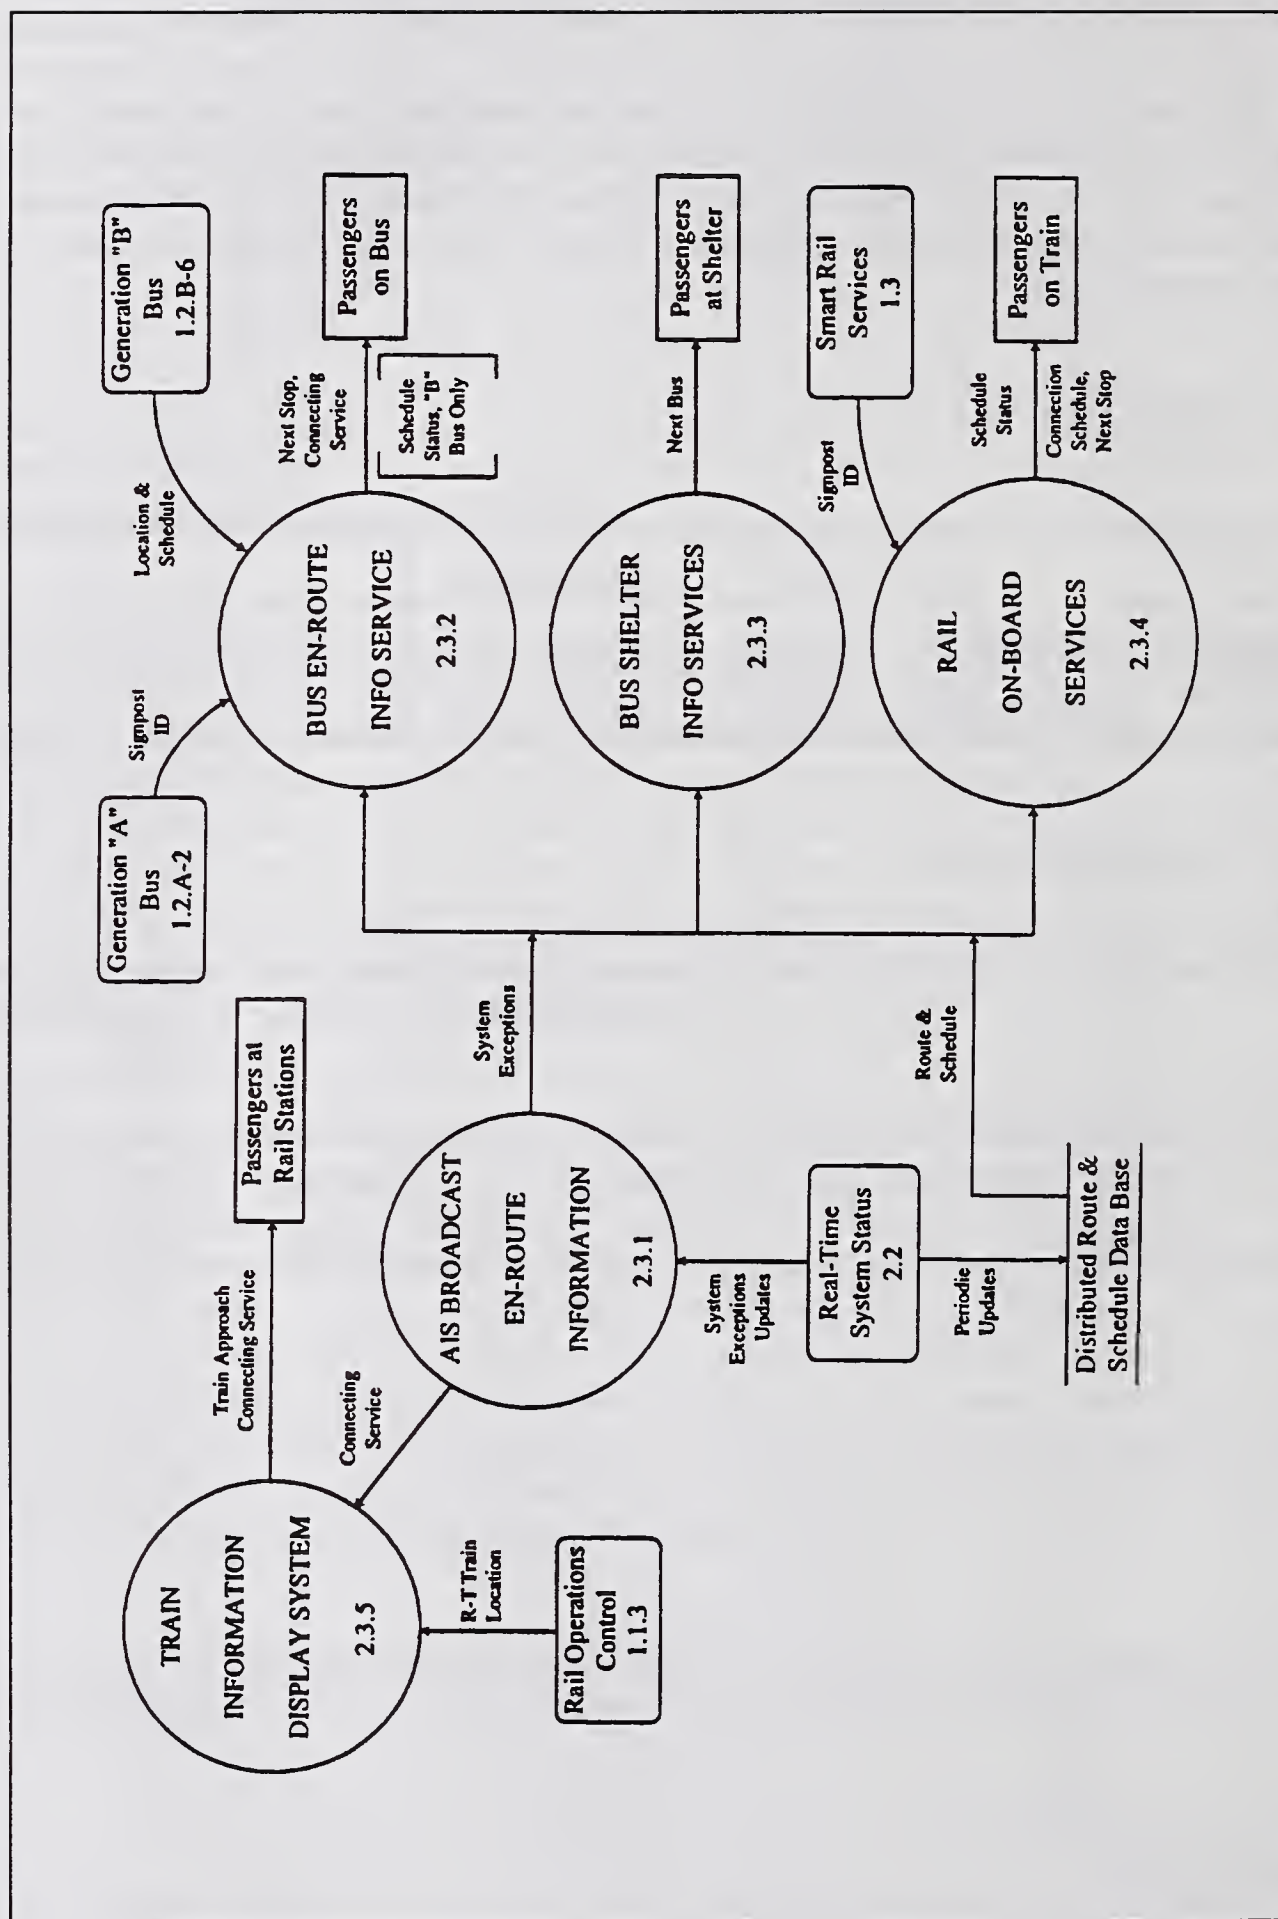 TRAIN
INFORMATION
DISPLAY SYSTEM
2.3.5
Train Approach
Connecting Service
Passengers at
Rail Stations
R-T Train
Location
Rail Operations
Control
1.1.3
Connecting
Service
AIS BROADCAST
EN-ROUTE
INFORMATION
2.3.1
System
Exceptions
System
Exceptions
Updates
Real-Time
System Status
2.2
Periodie
Updates
Distributed Route &
Schedule Data Base
Route &
Schedule
Generation "A"
Bus
1.2.A-2
Signpost
ID
Generation "B"
Bus
1.2.B-6
Location &
Schedule
BUS EN-ROUTE
INFO SERVICE
2.3.2
Next Stop,
Connecting
Service
Schedule
Status, "B"
Bus Only
Passengers
on Bus
BUS SHELTER
INFO SERVICES
2.3.3
Next Bus
Passengers
at Shelter
Smart Rail
Services
1.3
Signpost
ID
RAIL
ON-BOARD
SERVICES
2.3.4
Schedule
Status
Connection
Schedule,
Next Stop
Passengers
on Train